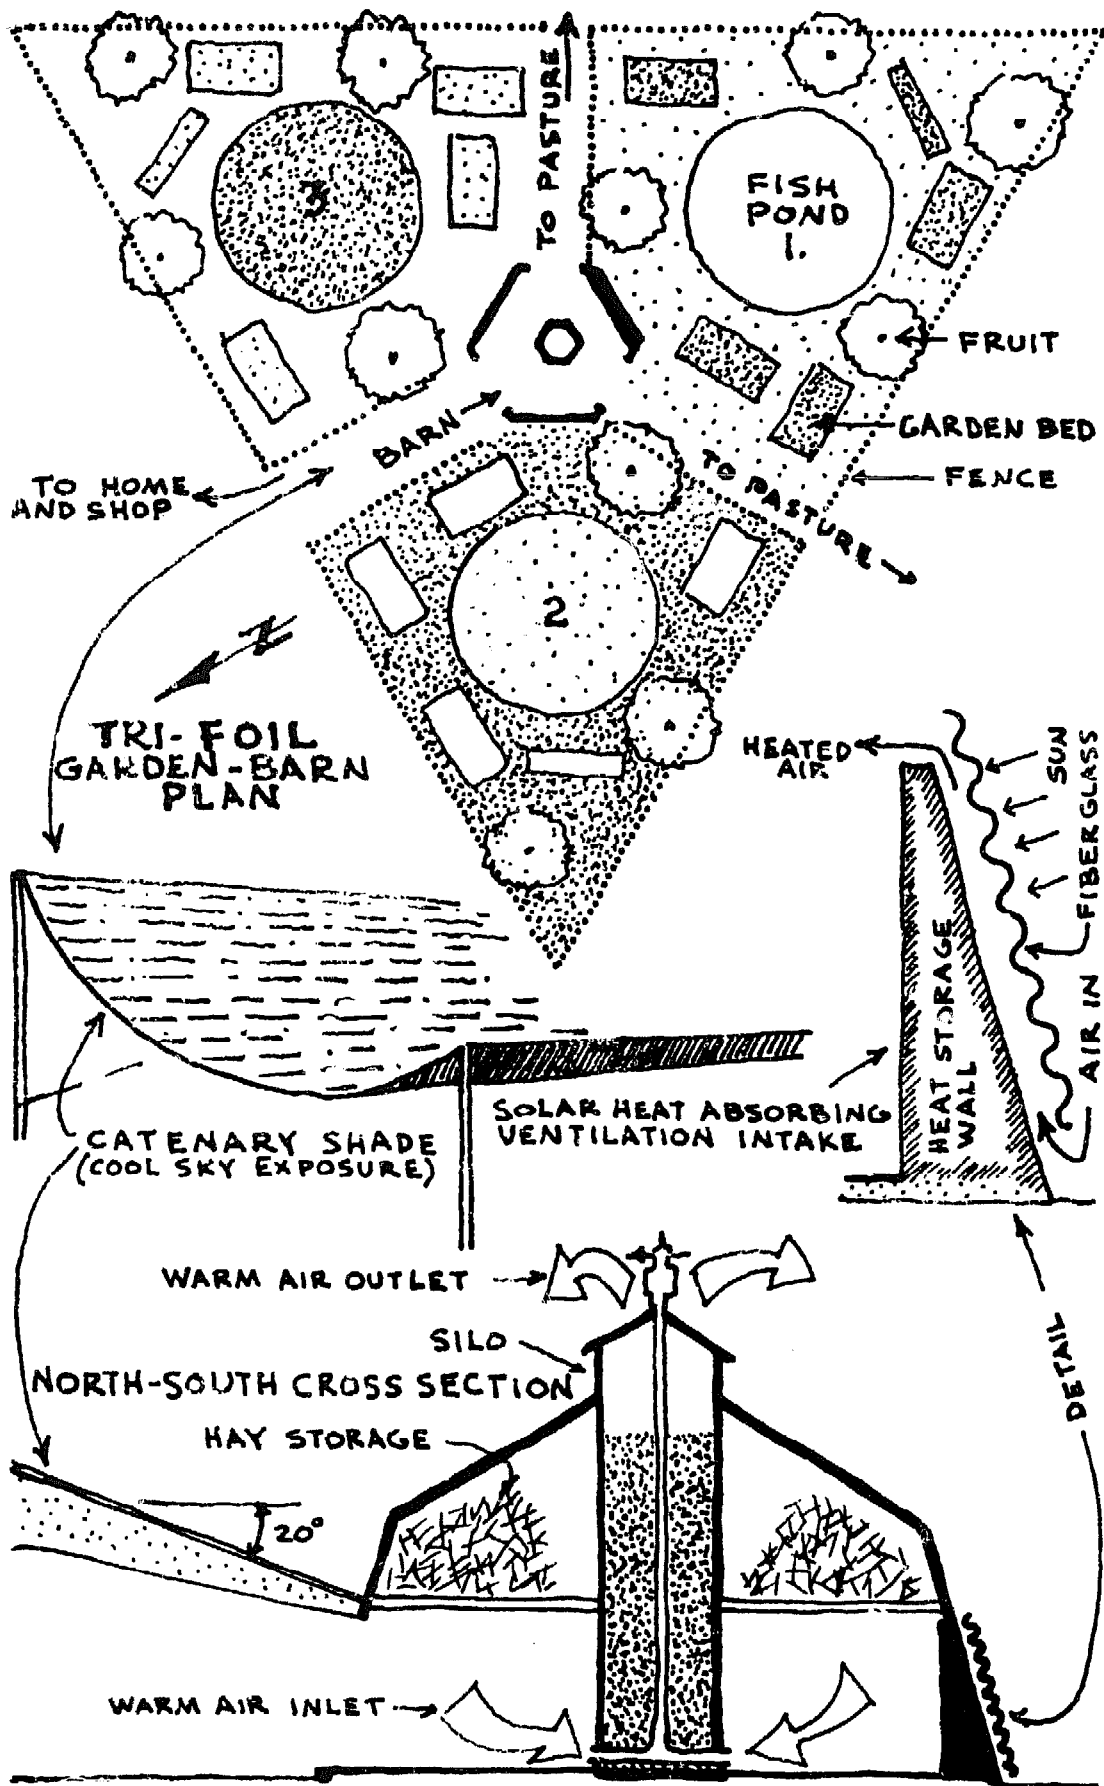 TO PASTURE
3
FISH
POND
1.
FRUIT
GARDEN BED
FENCE
BARN
TO HOME
AND SHOP
TO PASTURE
2
N
TRI-FOIL
GARDEN-BARN
PLAN
HEATED
AIR
SUN
FIBERGLASS
AIR IN
HEAT STORAGE
WALL
SOLAR HEAT ABSORBING
VENTILATION INTAKE
CATENARY SHADE
(COOL SKY EXPOSURE)
WARM AIR OUTLET
SILO
NORTH-SOUTH CROSS SECTION
HAY STORAGE
20°
DETAIL
WARM AIR INLET